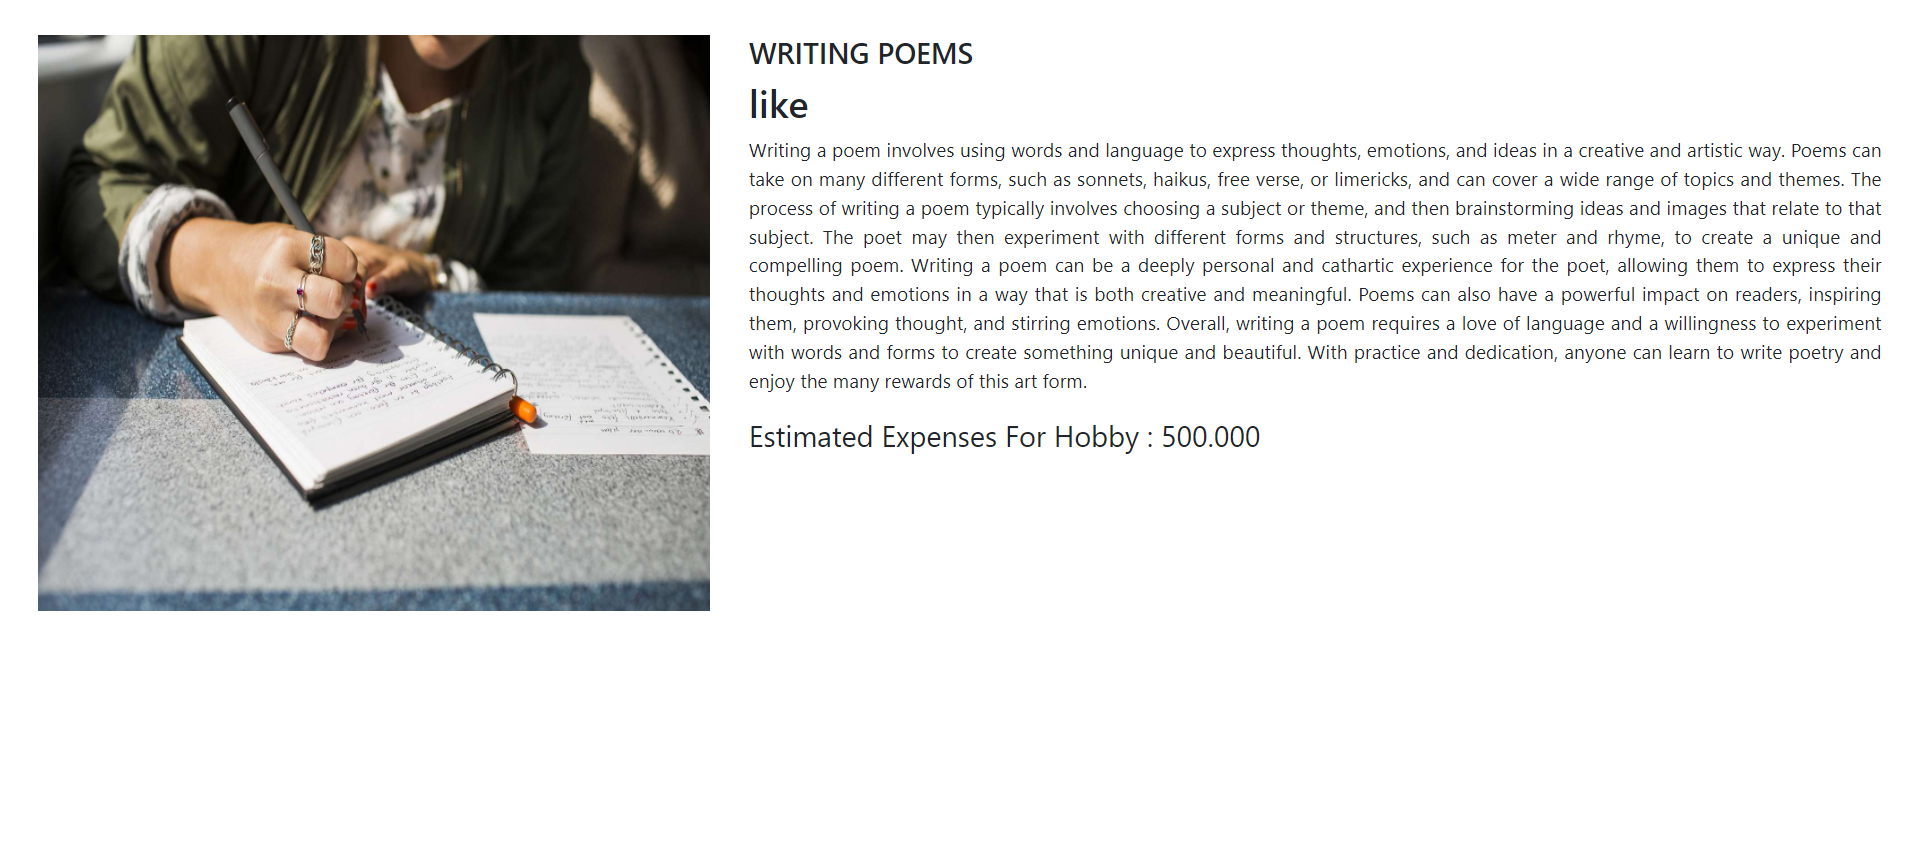 WRITING POEMS
like
Writing a poem involves using words and language to express thoughts, emotions, and ideas in a creative and artistic way. Poems can
take on many different forms, such as sonnets, haikus, free verse, or limericks, and can cover a wide range of topics and themes. The
process of writing a poem typically involves choosing a subject or theme, and then brainstorming ideas and images that relate to that
subject. The poet may then experiment with different forms and structures, such as meter and rhyme, to create a unique and
compelling poem. Writing a poem can be a deeply personal and cathartic experience for the poet, allowing them to express their
thoughts and emotions in a way that is both creative and meaningful. Poems can also have a powerful impact on readers, inspiring
them, provoking thought, and stirring emotions. Overall, writing a poem requires a love of language and a willingness to experiment
with words and forms to create something unique and beautiful. With practice and dedication, anyone can learn to write poetry and
enjoy the many rewards of this art form.
Estimated Expenses For Hobby : 500.000